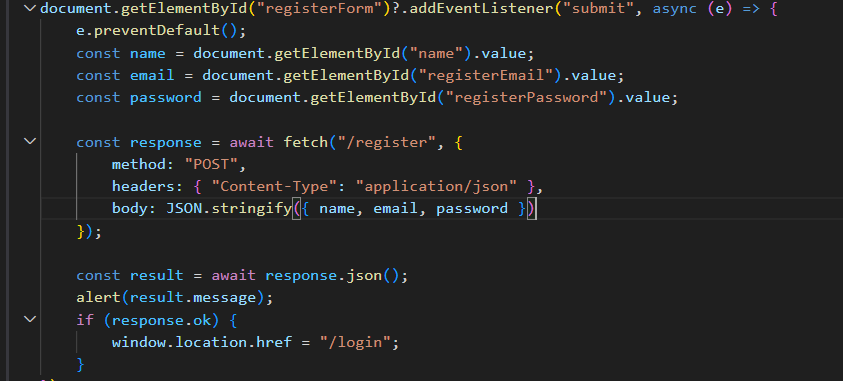 document.getElementById("registerForm")?.addEventListener("submit", async (e) => {
    e.preventDefault();
    const name = document.getElementById("name").value;
    const email = document.getElementById("registerEmail").value;
    const password = document.getElementById("registerPassword").value;

    const response = await fetch("/register", {
        method: "POST",
        headers: { "Content-Type": "application/json" },
        body: JSON.stringify({ name, email, password })
    });

    const result = await response.json();
    alert(result.message);
    if (response.ok) {
        window.location.href = "/login";
    }